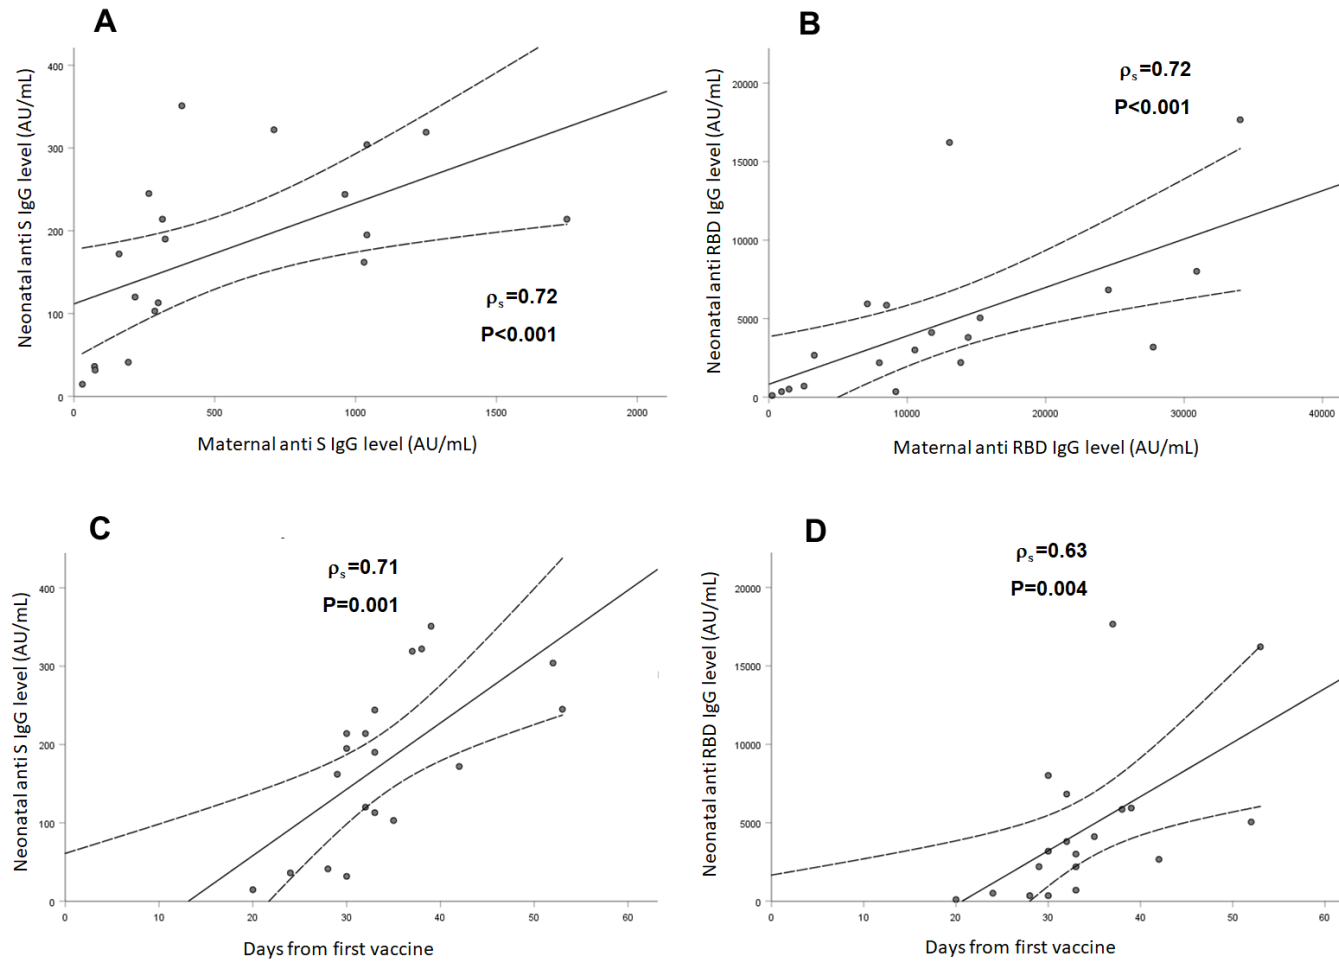 A
Neonatal anti S IgG level (AU/mL)
400
300
200
100
0
ρs=0.72
P<0.001
0 500 1000 1500 2000
Maternal anti S IgG level (AU/mL)
B
Neonatal anti RBD IgG level (AU/mL)
20000
15000
10000
5000
0
ρs=0.72
P<0.001
0 10000 20000 30000 40000
Maternal anti RBD IgG level (AU/mL)
C
Neonatal anti S IgG level (AU/mL)
400
300
200
100
0
ρs=0.71
P=0.001
0 10 20 30 40 50 60
Days from first vaccine
D
Neonatal anti RBD IgG level (AU/mL)
20000
15000
10000
5000
0
ρs=0.63
P=0.004
0 10 20 30 40 50 60
Days from first vaccine